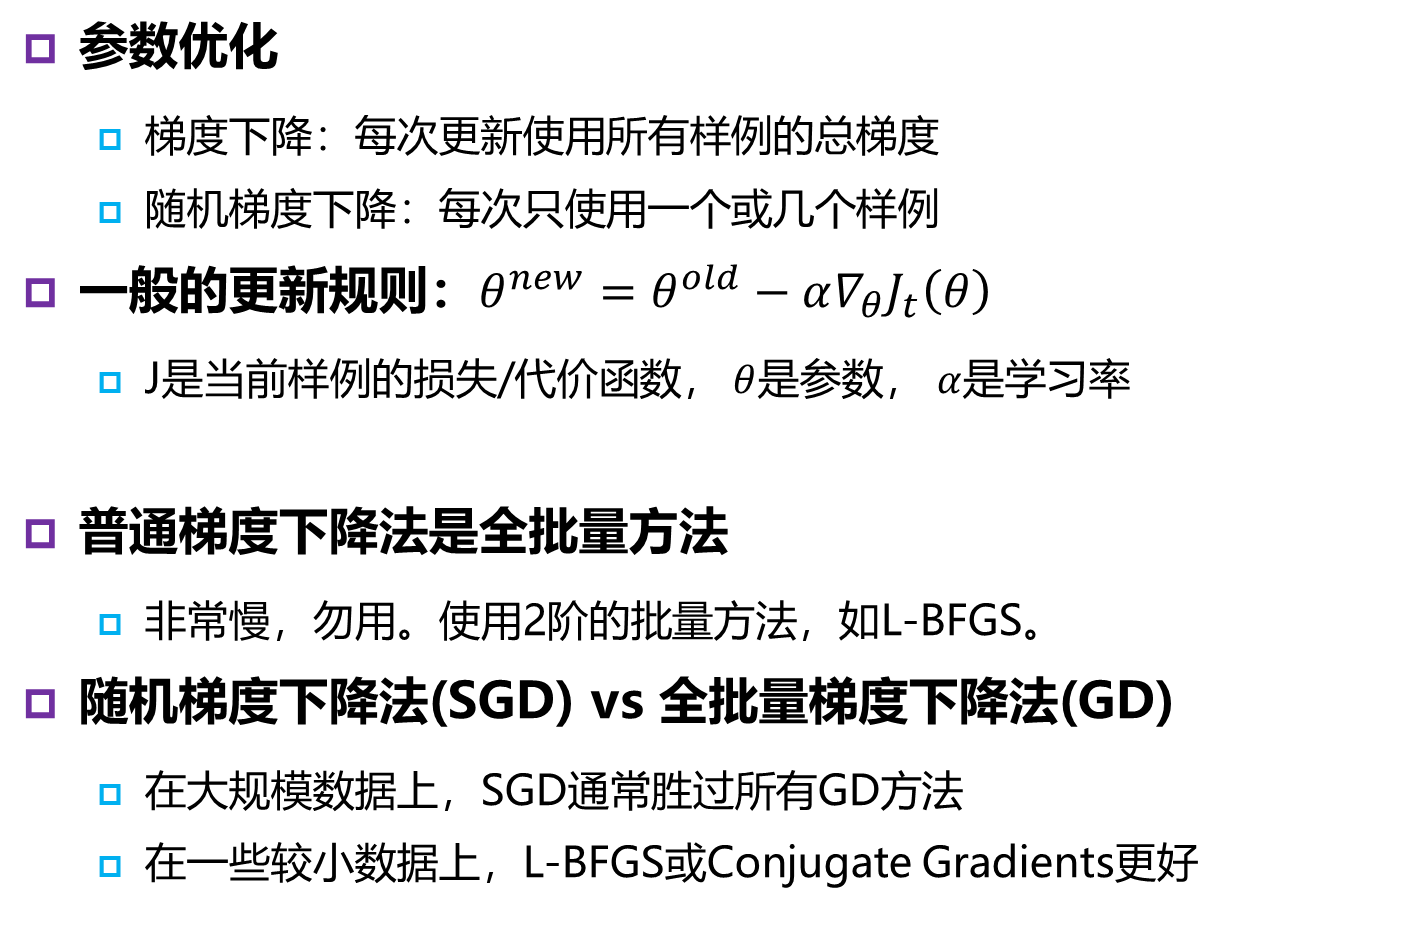 参数优化
梯度下降：每次更新使用所有样例的总梯度
随机梯度下降：每次只使用一个或几个样例
一般的更新规则：θ^{new} = θ^{old} − α∇_θ J_t(θ)
J是当前样例的损失/代价函数， θ是参数， α是学习率
普通梯度下降法是全批量方法
非常慢，勿用。使用2阶的批量方法，如L-BFGS。
随机梯度下降法(SGD) vs 全批量梯度下降法(GD)
在大规模数据上，SGD通常胜过所有GD方法
在一些较小数据上，L-BFGS或Conjugate Gradients更好